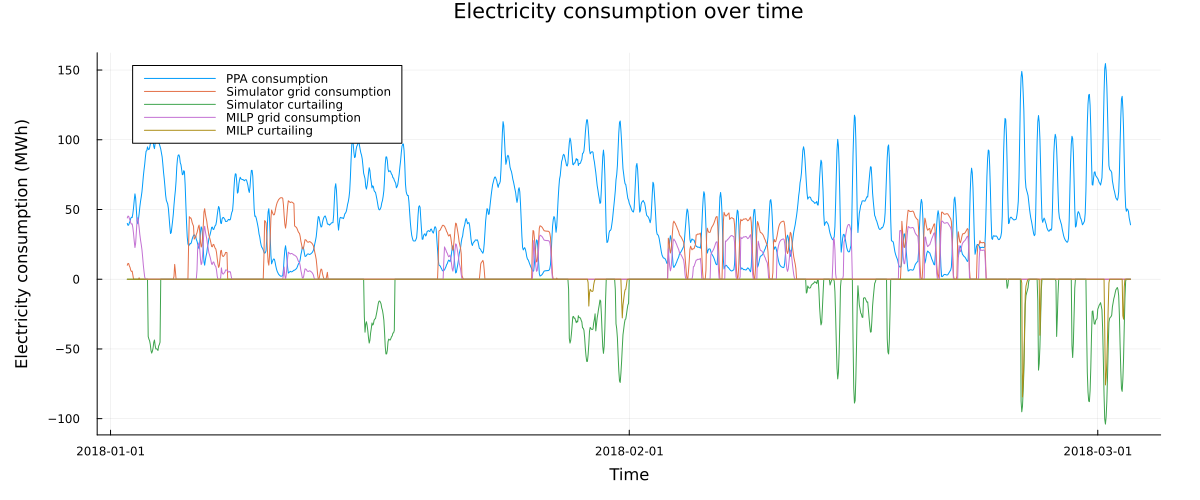 Electricity consumption over time
PPA consumption
Simulator grid consumption
Simulator curtailing
MILP grid consumption
MILP curtailing
Electricity consumption (MWh)
150
100
50
0
−50
−100
2018-01-01
2018-02-01
2018-03-01
Time